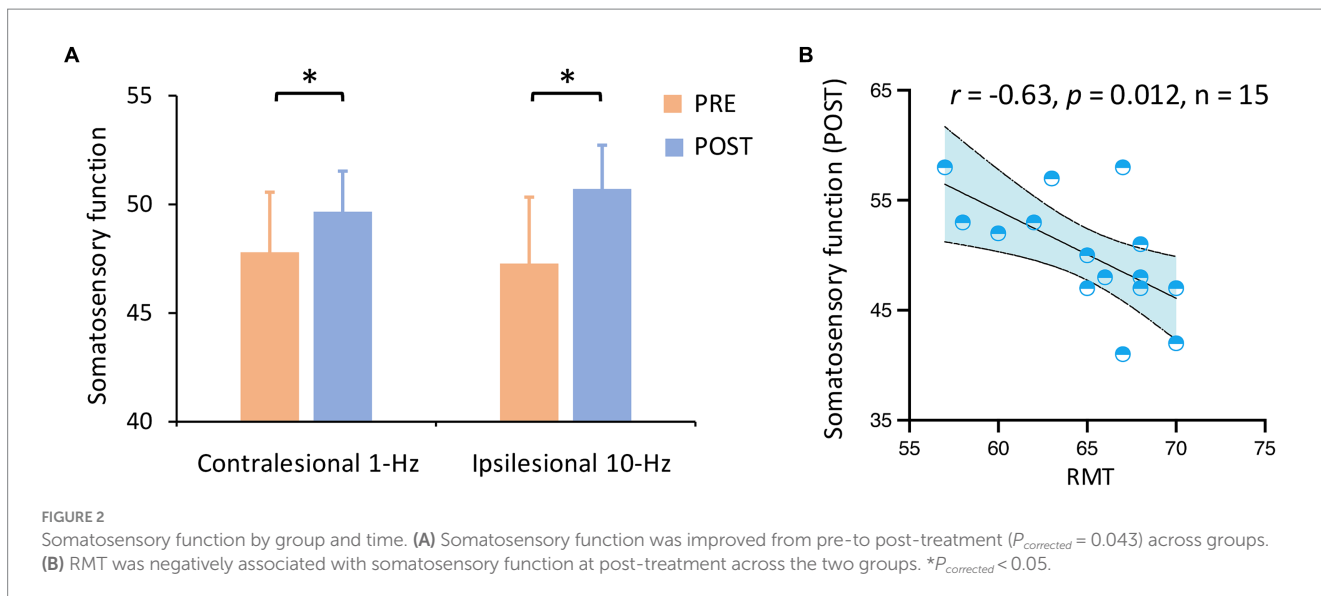 A
* *
55
50
45
40
Somatosensory function
PRE
POST
Contralesional 1-Hz Ipsilesional 10-Hz
B
r = -0.63, p = 0.012, n = 15
65
55
45
35
Somatosensory function (POST)
55 60 65 70 75
RMT
FIGURE 2
Somatosensory function by group and time. (A) Somatosensory function was improved from pre-to post-treatment (Pcorrected = 0.043) across groups.
(B) RMT was negatively associated with somatosensory function at post-treatment across the two groups. *Pcorrected < 0.05.